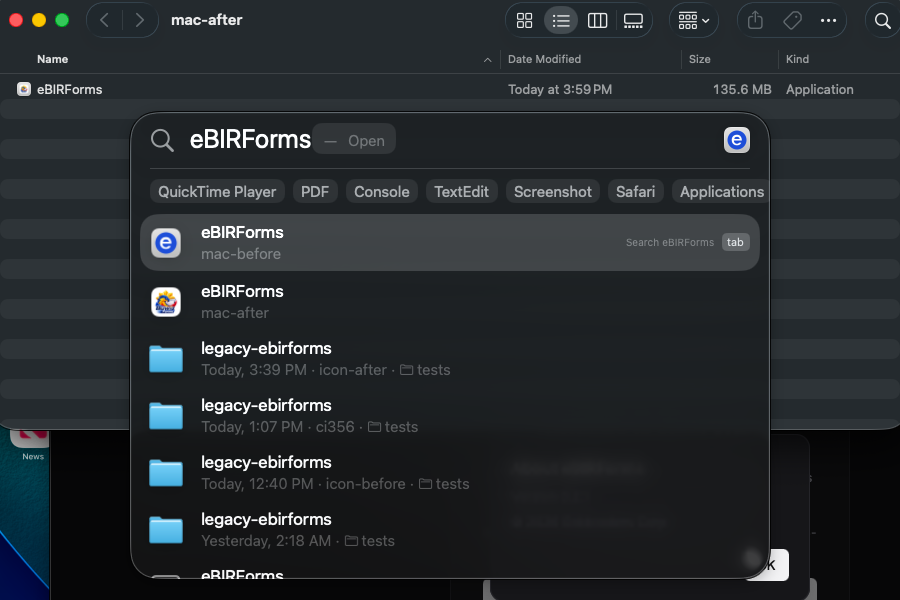 mac-after
Name Date Modified Size Kind
eBIRForms Today at 3:59 PM 135.6 MB Application
eBIRForms — Open
QuickTime Player PDF Console TextEdit Screenshot Safari Applications
eBIRForms
mac-before
Search eBIRForms tab
eBIRForms
mac-after
legacy-ebirforms
Today, 3:39 PM · icon-after · tests
legacy-ebirforms
Today, 1:07 PM · ci356 · tests
legacy-ebirforms
Today, 12:40 PM · icon-before · tests
legacy-ebirforms
Yesterday, 2:18 AM · tests
eBIRForms
News